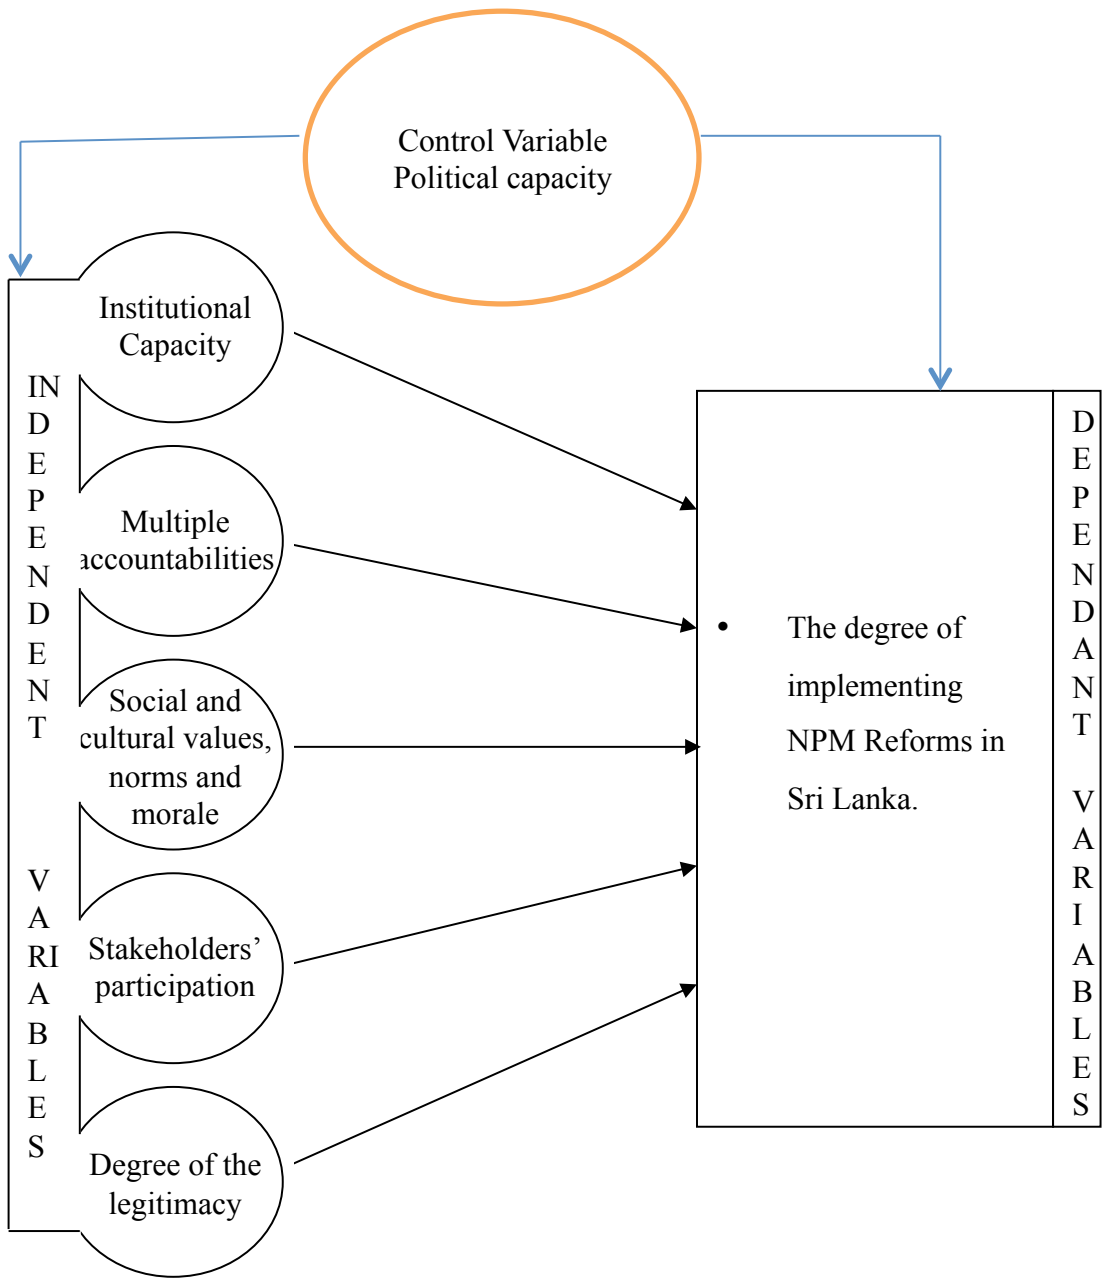 Control Variable
Political capacity
Institutional
Capacity
IN
D
E
P
E
N
D
E
N
T
V
A
RI
A
B
L
E
S
Multiple
accountabilities
Social and
cultural values,
norms and
morale
Stakeholders’
participation
Degree of the
legitimacy
• The degree of
implementing
NPM Reforms in
Sri Lanka.
D
E
P
E
N
D
A
N
T
V
A
R
I
A
B
L
E
S